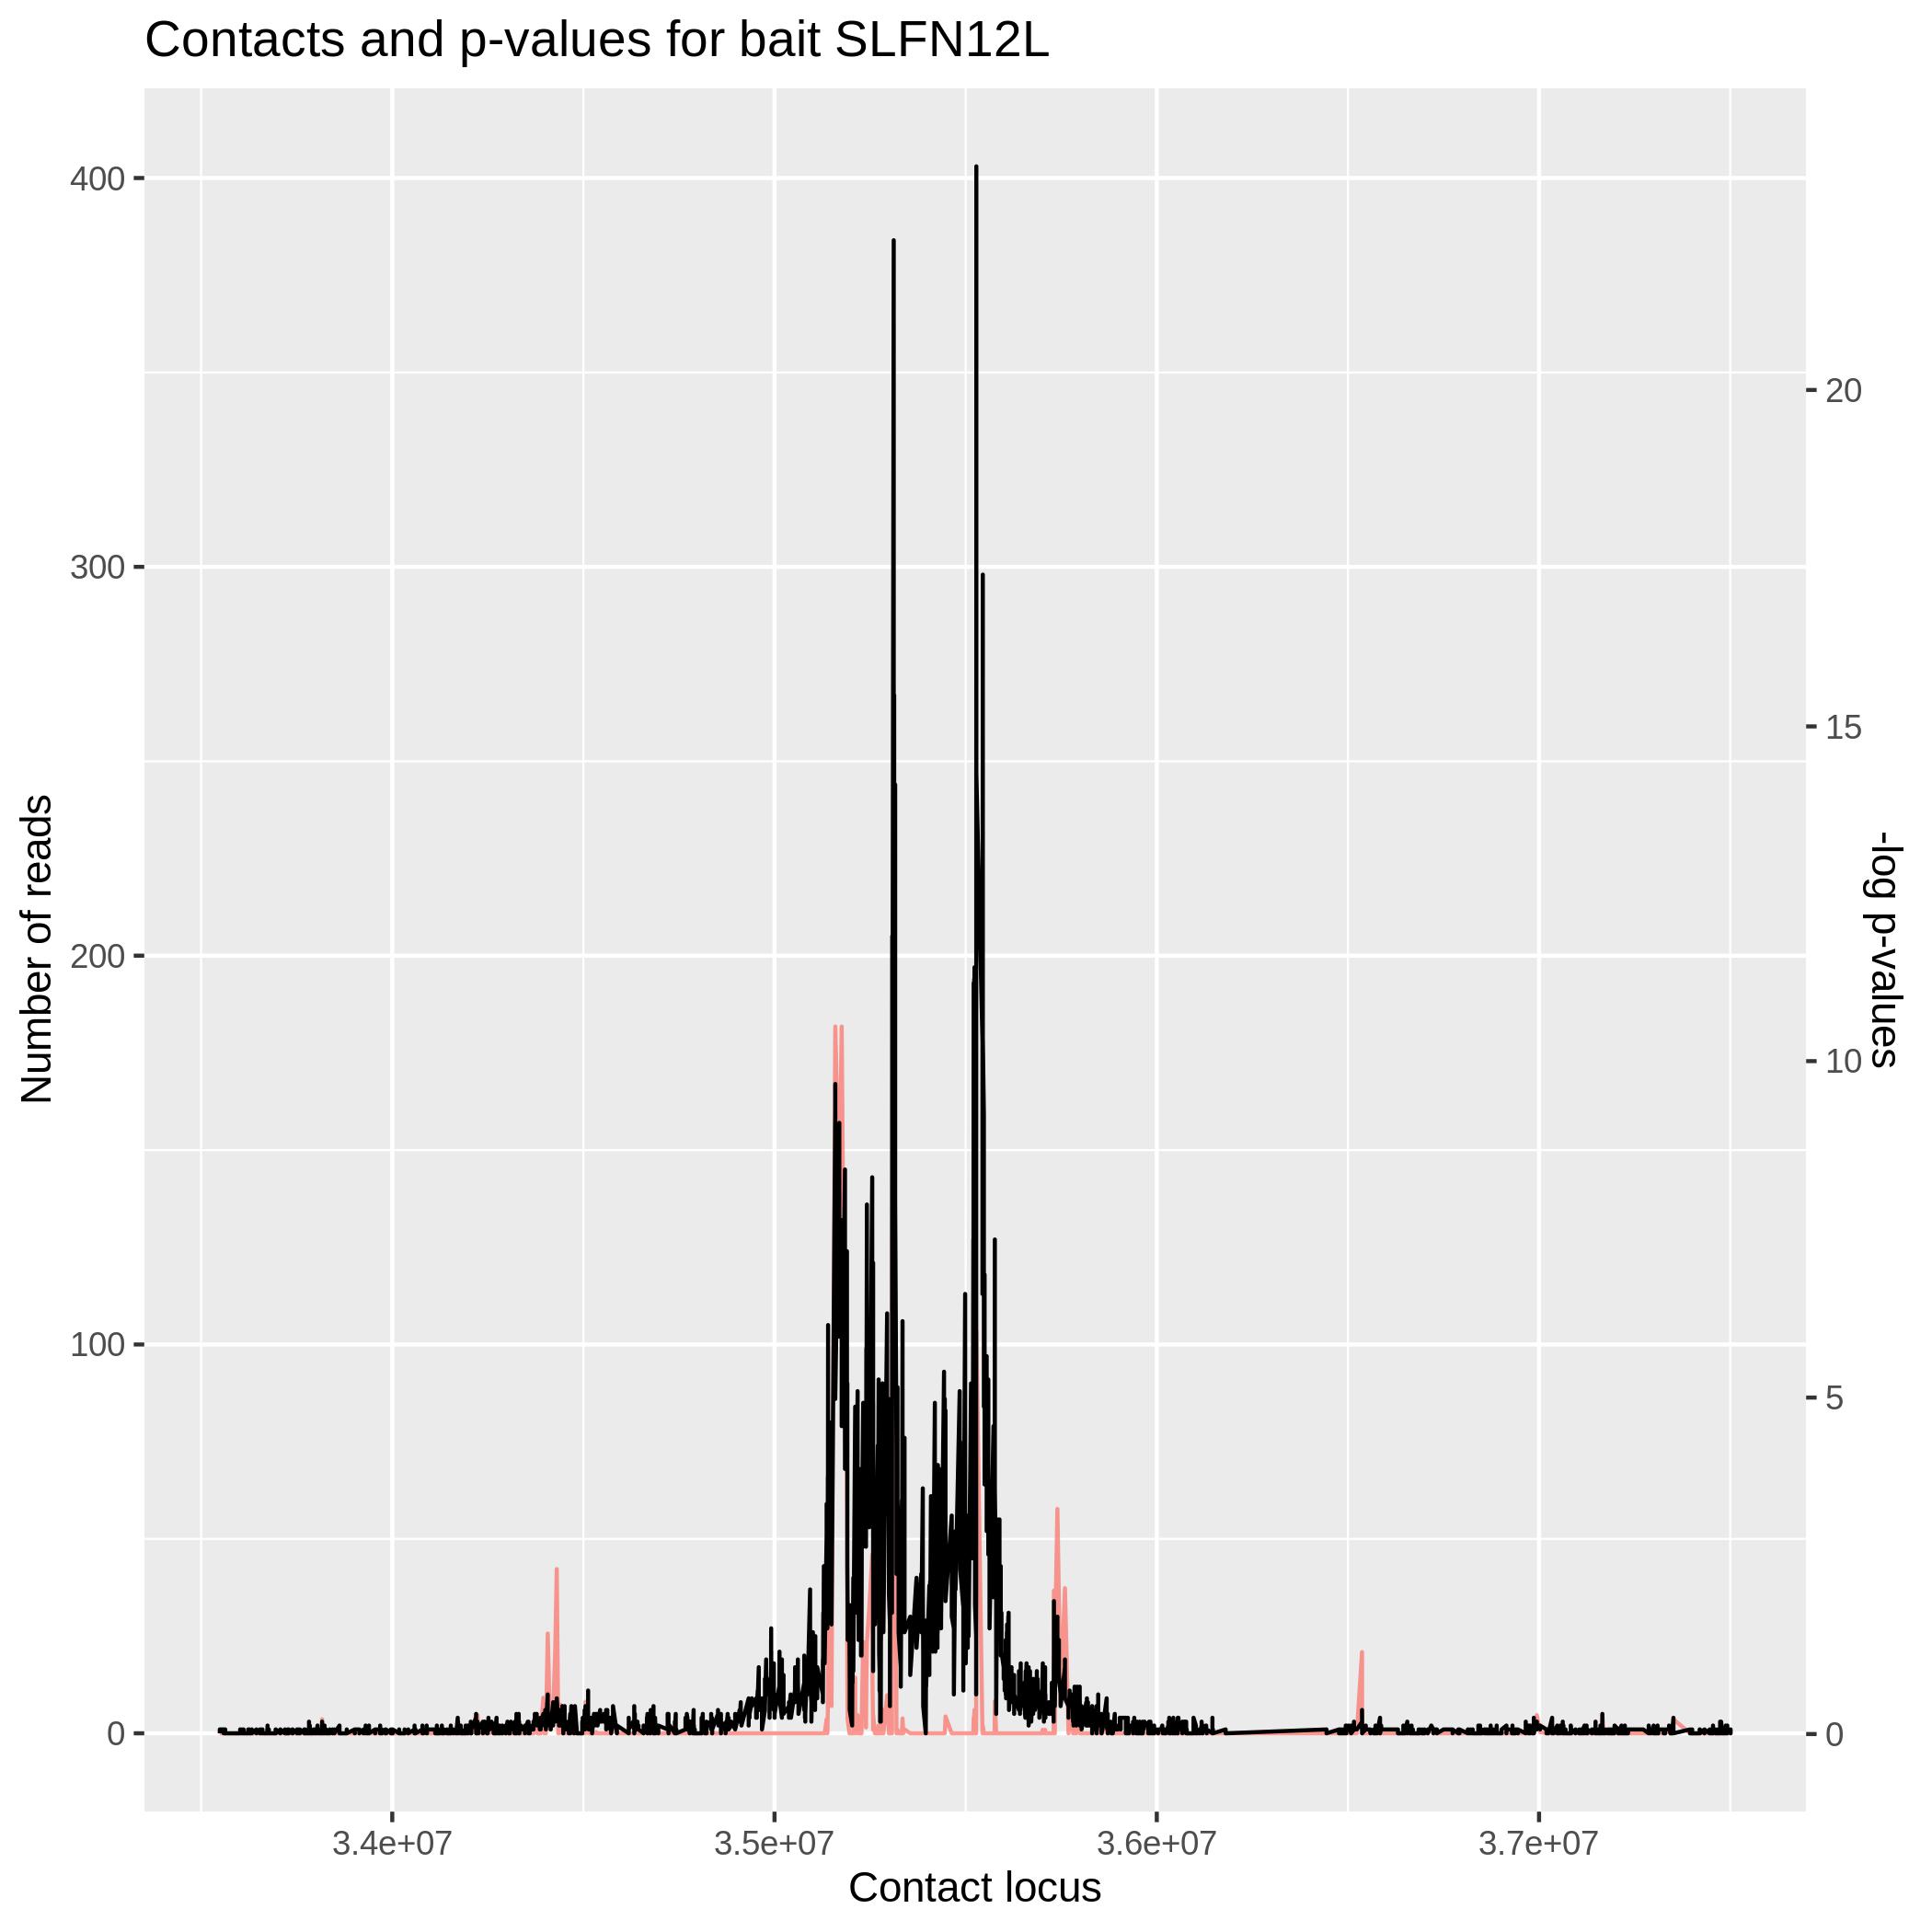 Contacts and p-values for bait SLFN12L
400
300
200
100
0
Number of reads
20
15
10
5
0
-log p-values
3.4e+07
3.5e+07
3.6e+07
3.7e+07
Contact locus